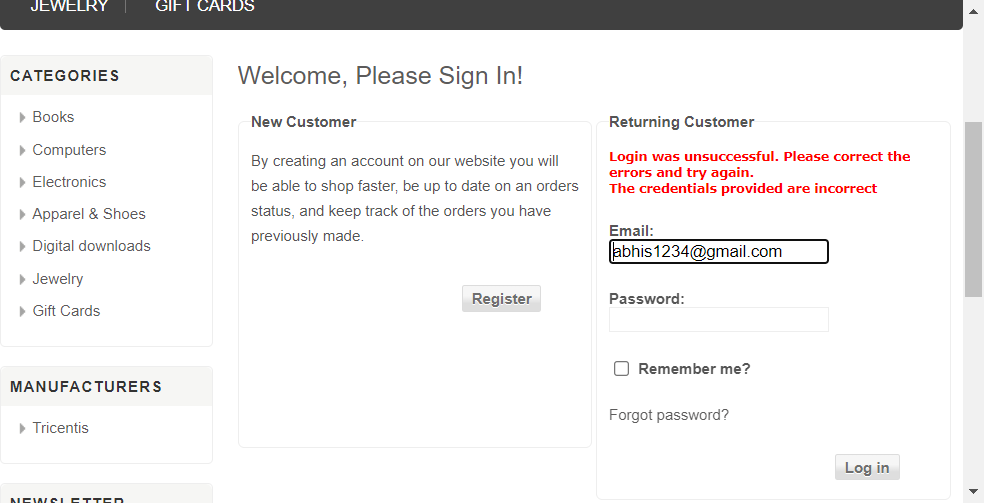 JEWELRY GIFT CARDS
CATEGORIES
Books
Computers
Electronics
Apparel & Shoes
Digital downloads
Jewelry
Gift Cards
MANUFACTURERS
Tricentis
NEWSLETTER
Welcome, Please Sign In!
New Customer
By creating an account on our website you will
be able to shop faster, be up to date on an orders
status, and keep track of the orders you have
previously made.
Register
Returning Customer
Login was unsuccessful. Please correct the
errors and try again.
The credentials provided are incorrect
Email:
abhis1234@gmail.com
Password:
Remember me?
Forgot password?
Log in